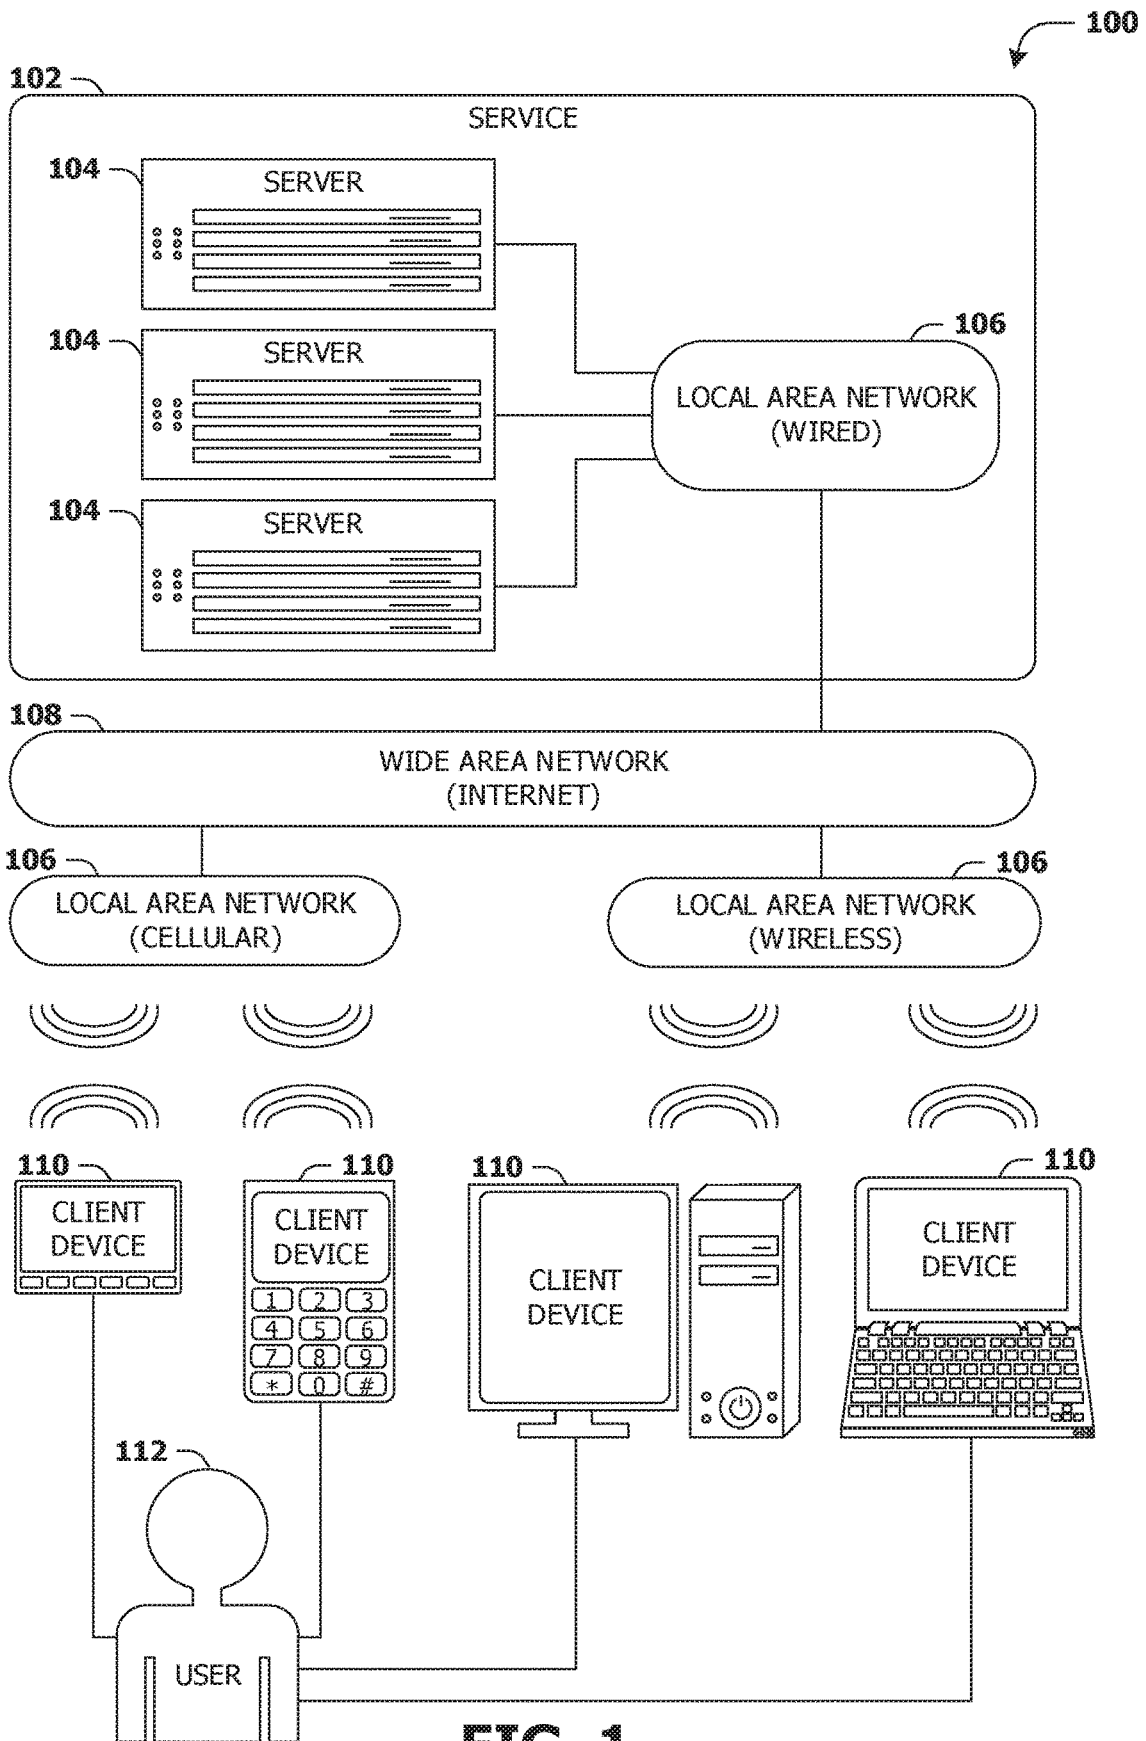 100
102
SERVICE
104
SERVER
104
SERVER
106
LOCAL AREA NETWORK
(WIRED)
104
SERVER
108
WIDE AREA NETWORK
(INTERNET)
106
LOCAL AREA NETWORK
(CELLULAR)
106
LOCAL AREA NETWORK
(WIRELESS)
110
CLIENT
DEVICE
110
CLIENT
DEVICE
1 2 3
4 5 6
7 8 9
* 0 #
110
CLIENT
DEVICE
110
CLIENT
DEVICE
112
USER
FIG. 1